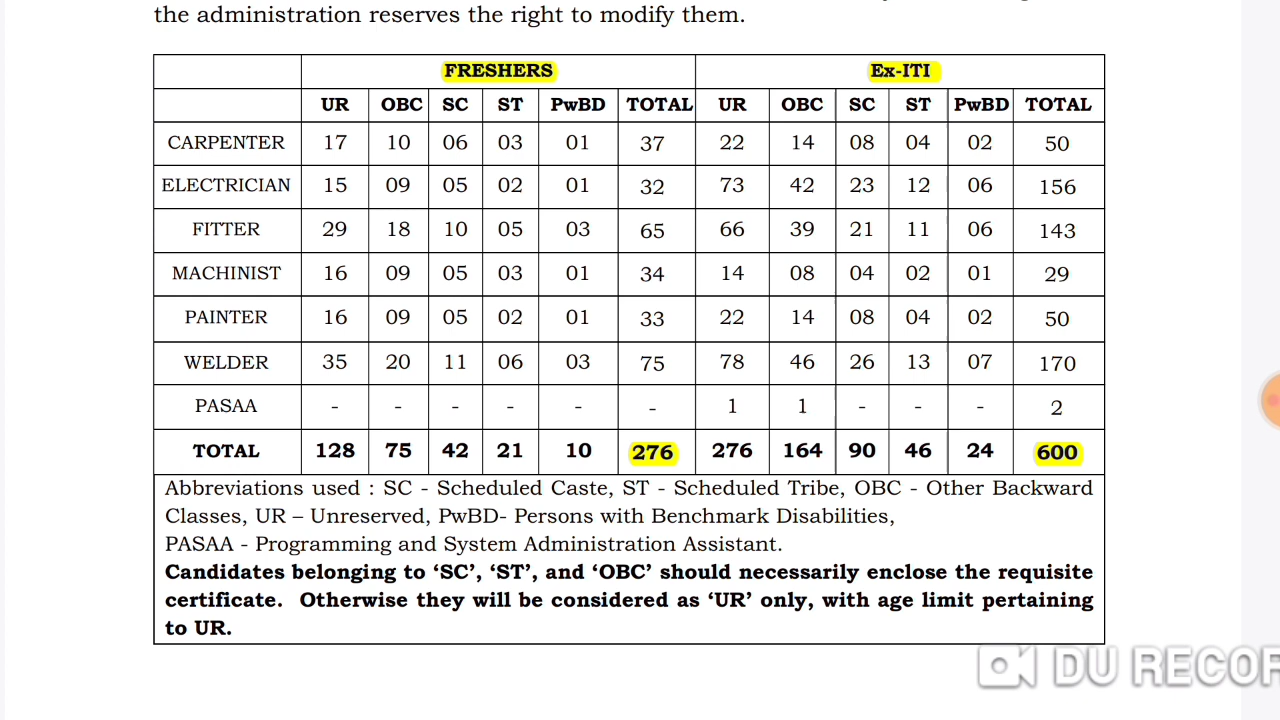 the administration reserves the right to modify them.
FRESHERS Ex-ITI
UR OBC SC ST PwBD TOTAL UR OBC SC ST PwBD TOTAL
CARPENTER 17 10 06 03 01 37 22 14 08 04 02 50
ELECTRICIAN 15 09 05 02 01 32 73 42 23 12 06 156
FITTER 29 18 10 05 03 65 66 39 21 11 06 143
MACHINIST 16 09 05 03 01 34 14 08 04 02 01 29
PAINTER 16 09 05 02 01 33 22 14 08 04 02 50
WELDER 35 20 11 06 03 75 78 46 26 13 07 170
PASAA - - - - - - 1 1 - - - 2
TOTAL 128 75 42 21 10 276 276 164 90 46 24 600
Abbreviations used : SC - Scheduled Caste, ST - Scheduled Tribe, OBC - Other Backward
Classes, UR – Unreserved, PwBD- Persons with Benchmark Disabilities,
PASAA - Programming and System Administration Assistant.
Candidates belonging to ‘SC’, ‘ST’, and ‘OBC’ should necessarily enclose the requisite
certificate. Otherwise they will be considered as ‘UR’ only, with age limit pertaining
to UR.
DU RECOR